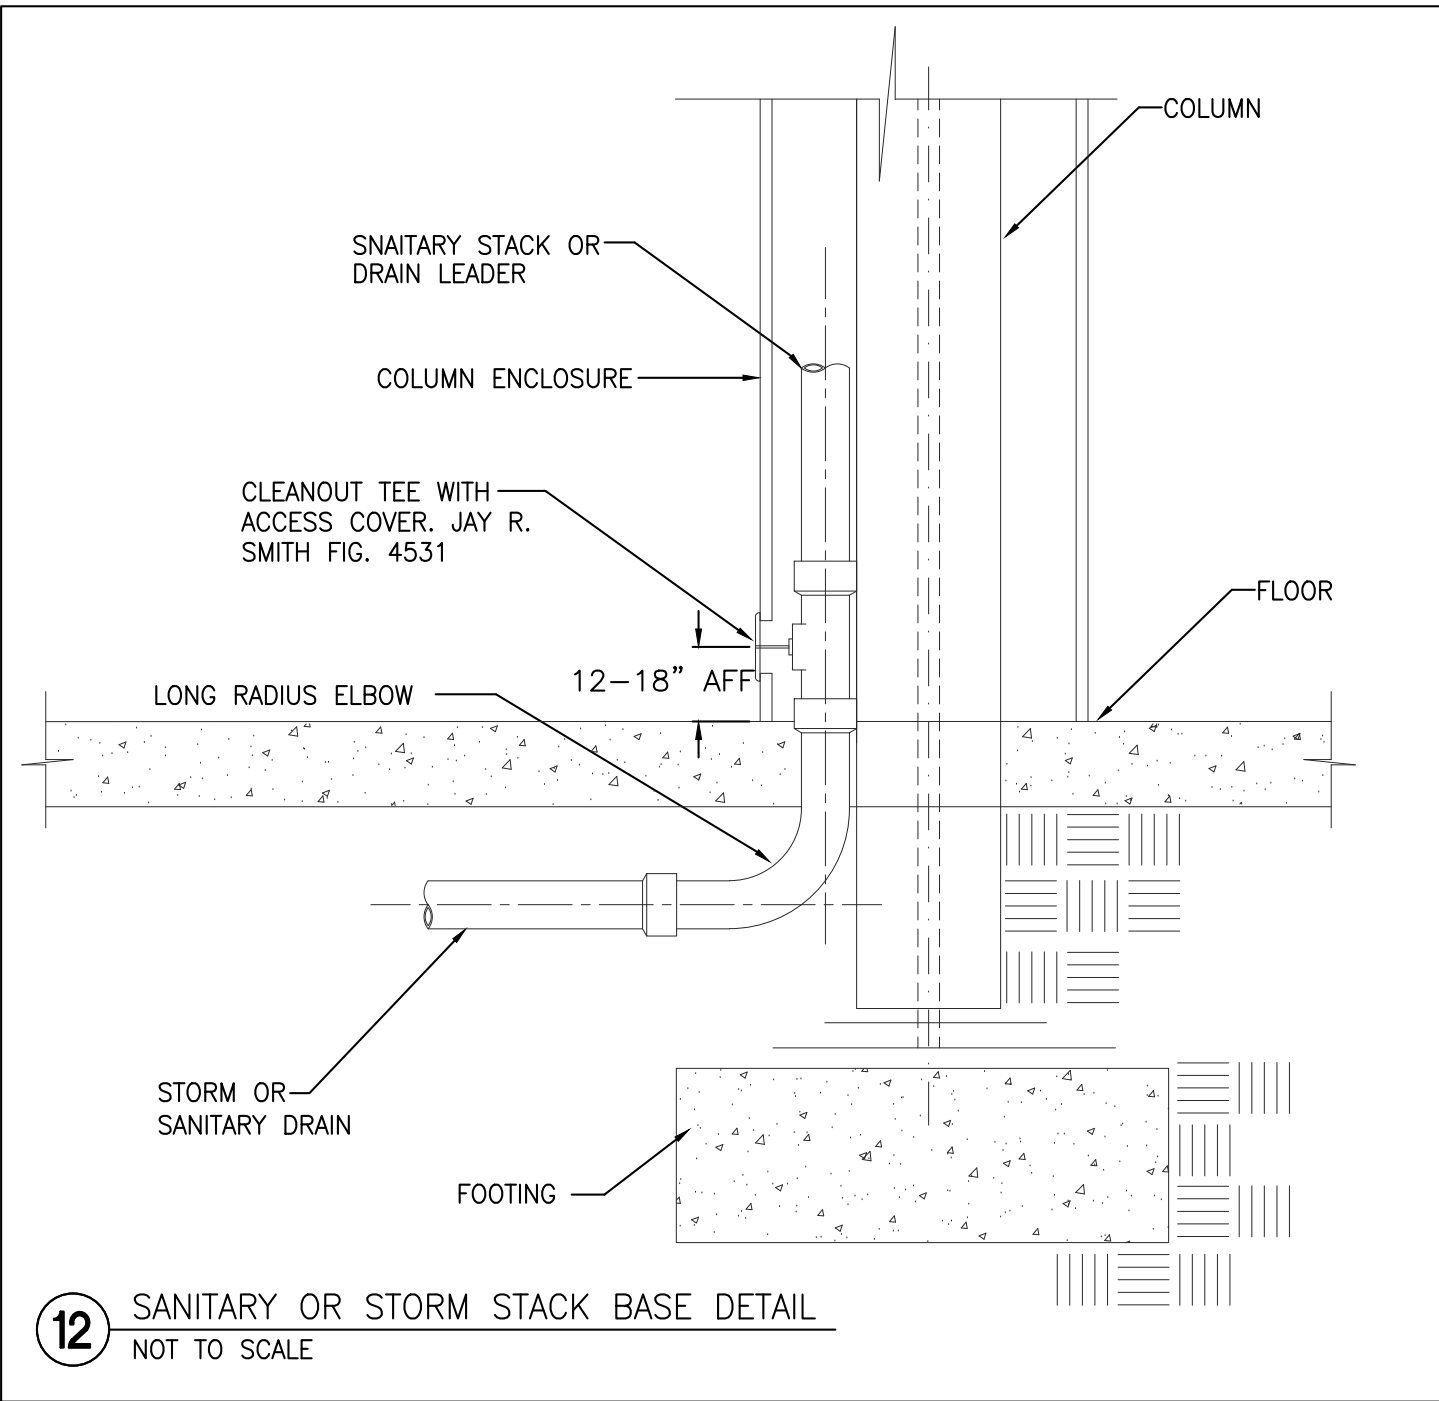 COLUMN
SNAITARY STACK OR
DRAIN LEADER
COLUMN ENCLOSURE
CLEANOUT TEE WITH
ACCESS COVER. JAY R.
SMITH FIG. 4531
FLOOR
12-18" AFF
LONG RADIUS ELBOW
STORM OR
SANITARY DRAIN
FOOTING
12
SANITARY OR STORM STACK BASE DETAIL
NOT TO SCALE